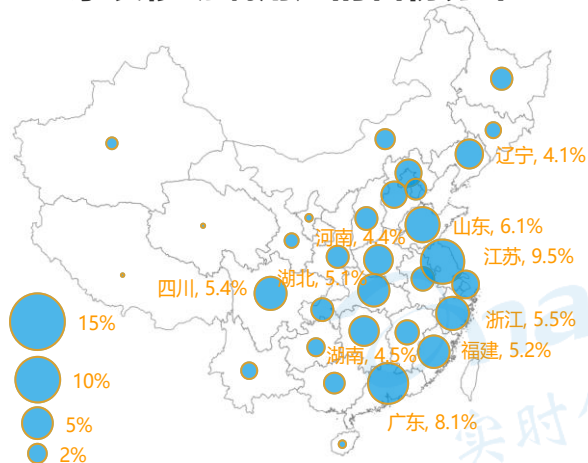 辽宁, 4.1%
山东, 6.1%
河南, 4.4%
江苏, 9.5%
湖北, 5.1%
四川, 5.4%
浙江, 5.5%
湖南, 4.5%
福建, 5.2%
广东, 8.1%
15%
10%
5%
2%
实时